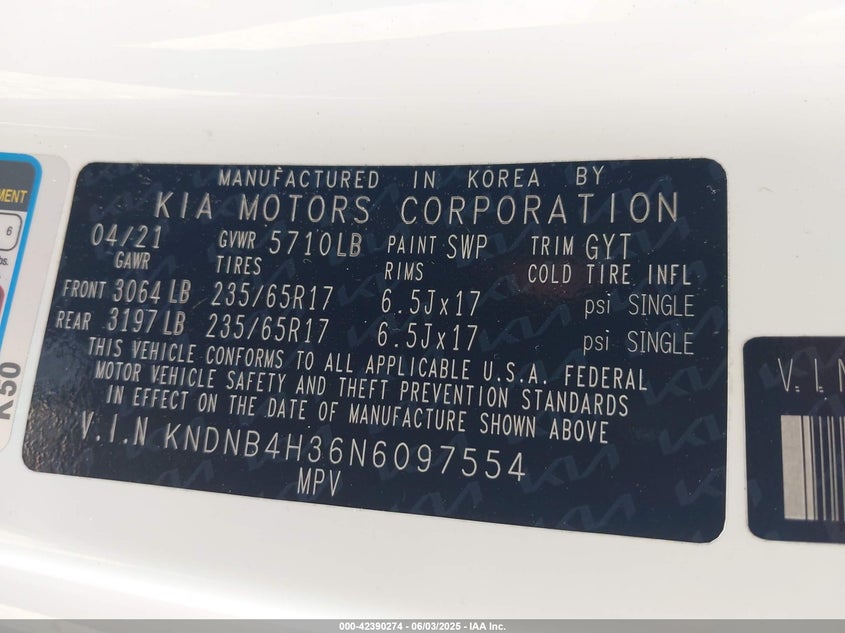 MANUFACTURED IN KOREA BY
KIA MOTORS CORPORATION
04/21 GVWR 5710LB PAINT SWP TRIM GYT
GAWR TIRES RIMS COLD TIRE INFL
FRONT 3064 LB 235/65R17 6.5Jx17 psi SINGLE
REAR 3197 LB 235/65R17 6.5Jx17 psi SINGLE
THIS VEHICLE CONFORMS TO ALL APPLICABLE U.S.A. FEDERAL
MOTOR VEHICLE SAFETY AND THEFT PREVENTION STANDARDS
IN EFFECT ON THE DATE OF MANUFACTURE SHOWN ABOVE
V.I.N KNDNB4H36N6097554
MPV
MENT
6
K50
V.I.N
000-42390274 - 06/03/2025 - IAA Inc.